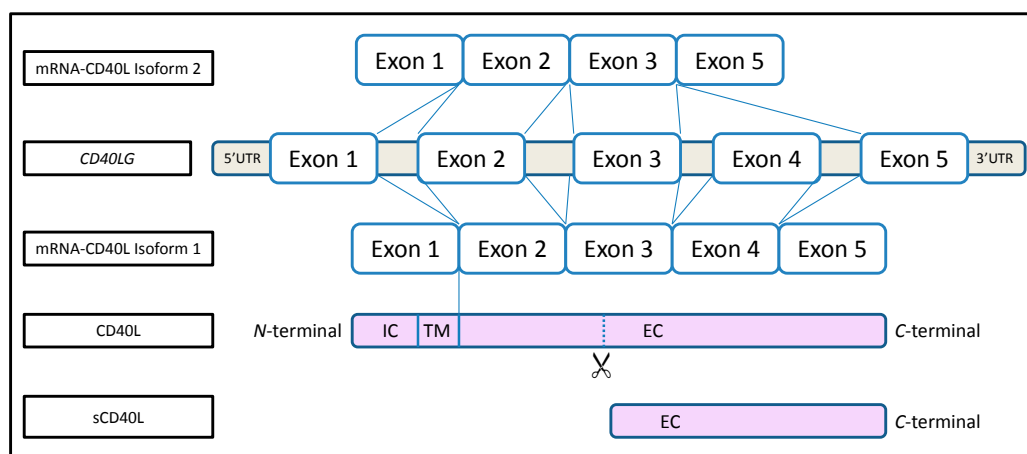 mRNA-CD40L Isoform 2
Exon 1 Exon 2 Exon 3 Exon 5
CD40LG
5'UTR Exon 1 Exon 2 Exon 3 Exon 4 Exon 5 3'UTR
mRNA-CD40L Isoform 1
Exon 1 Exon 2 Exon 3 Exon 4 Exon 5
CD40L
N-terminal IC TM EC C-terminal
sCD40L
EC C-terminal